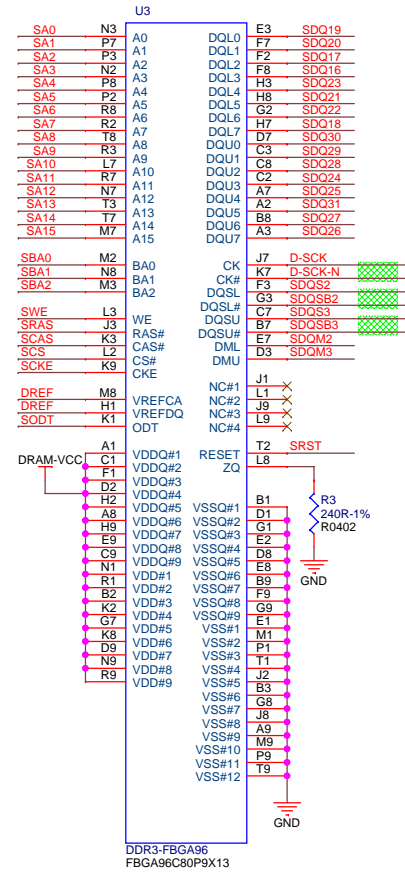 U3
SA0 N3 A0 DQL0 E3 SDQ19
SA1 P7 A1 DQL1 F7 SDQ20
SA2 P3 A2 DQL2 F2 SDQ17
SA3 N2 A3 DQL3 F8 SDQ16
SA4 P8 A4 DQL4 H3 SDQ23
SA5 P2 A5 DQL5 H8 SDQ21
SA6 R8 A6 DQL6 G2 SDQ22
SA7 R2 A7 DQL7 H7 SDQ18
SA8 T8 A8 DQU0 D7 SDQ30
SA9 R3 A9 DQU1 C3 SDQ29
SA10 L7 A10 DQU2 C8 SDQ28
SA11 R7 A11 DQU3 C2 SDQ24
SA12 N7 A12 DQU4 A7 SDQ25
SA13 T3 A13 DQU5 A2 SDQ31
SA14 T7 A14 DQU6 B8 SDQ27
SA15 M7 A15 DQU7 A3 SDQ26
SBA0 M2 BA0 CK J7 D-SCK
SBA1 N8 BA1 CK# K7 D-SCK-N
SBA2 M3 BA2 DQSL F3 SDQS2
DQSL# G3 SDQSB2
SWE L3 WE DQSU C7 SDQS3
SRAS J3 RAS# DQSU# B7 SDQSB3
SCAS K3 CAS# DML E7 SDQM2
SCS L2 CS# DMU D3 SDQM3
SCKE K9 CKE
NC#1 J1
DREF M8 VREFCA NC#2 L1
DREF H1 VREFDQ NC#3 J9
SODT K1 ODT NC#4 L9
A1 VDDQ#1 RESET T2 SRST
DRAM-VCC C1 VDDQ#2 ZQ L8
F1 VDDQ#3
D2 VDDQ#4
H2 VDDQ#5 VSSQ#1 B1
A8 VDDQ#6 VSSQ#2 D1
H9 VDDQ#7 VSSQ#3 G1
E9 VDDQ#8 VSSQ#4 E2
C9 VDDQ#9 VSSQ#5 D8
N1 VDD#1 VSSQ#6 E8
R1 VDD#2 VSSQ#7 B9
B2 VDD#3 VSSQ#8 F9
K2 VDD#4 VSSQ#9 G9
G7 VDD#5 VSS#1 E1
K8 VDD#6 VSS#2 M1
D9 VDD#7 VSS#3 P1
N9 VDD#8 VSS#4 T1
R9 VDD#9 VSS#5 J2
VSS#6 B3
VSS#7 G8
VSS#8 J8
VSS#9 A9
VSS#10 M9
VSS#11 P9
VSS#12 T9
R3
240R-1%
R0402
GND
GND
DDR3-FBGA96
FBGA96C80P9X13